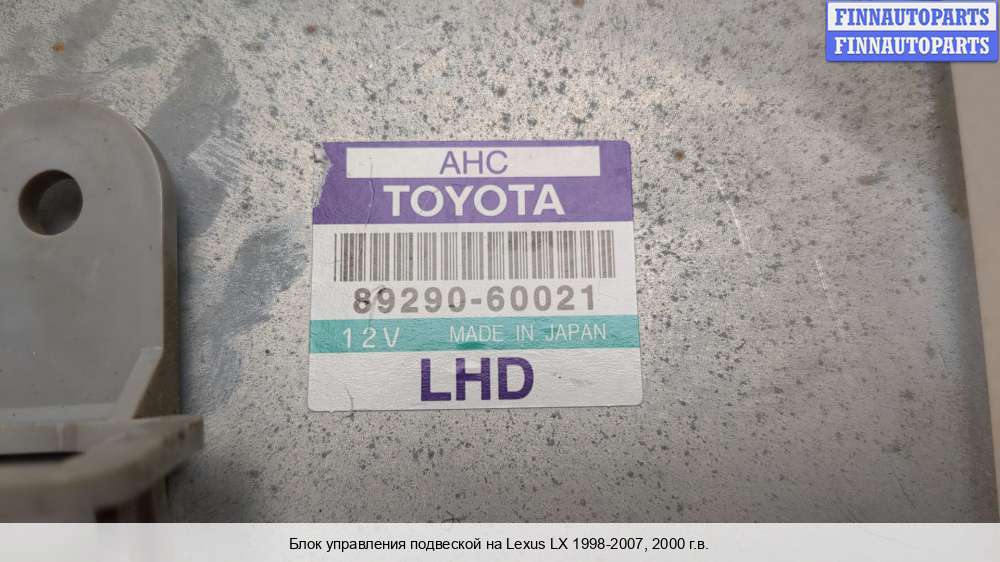 FINNAUTOPARTS
FINNAUTOPARTS
AHC
TOYOTA
89290-60021
12V MADE IN JAPAN
LHD
Блок управления подвеской на Lexus LX 1998-2007, 2000 г.в.